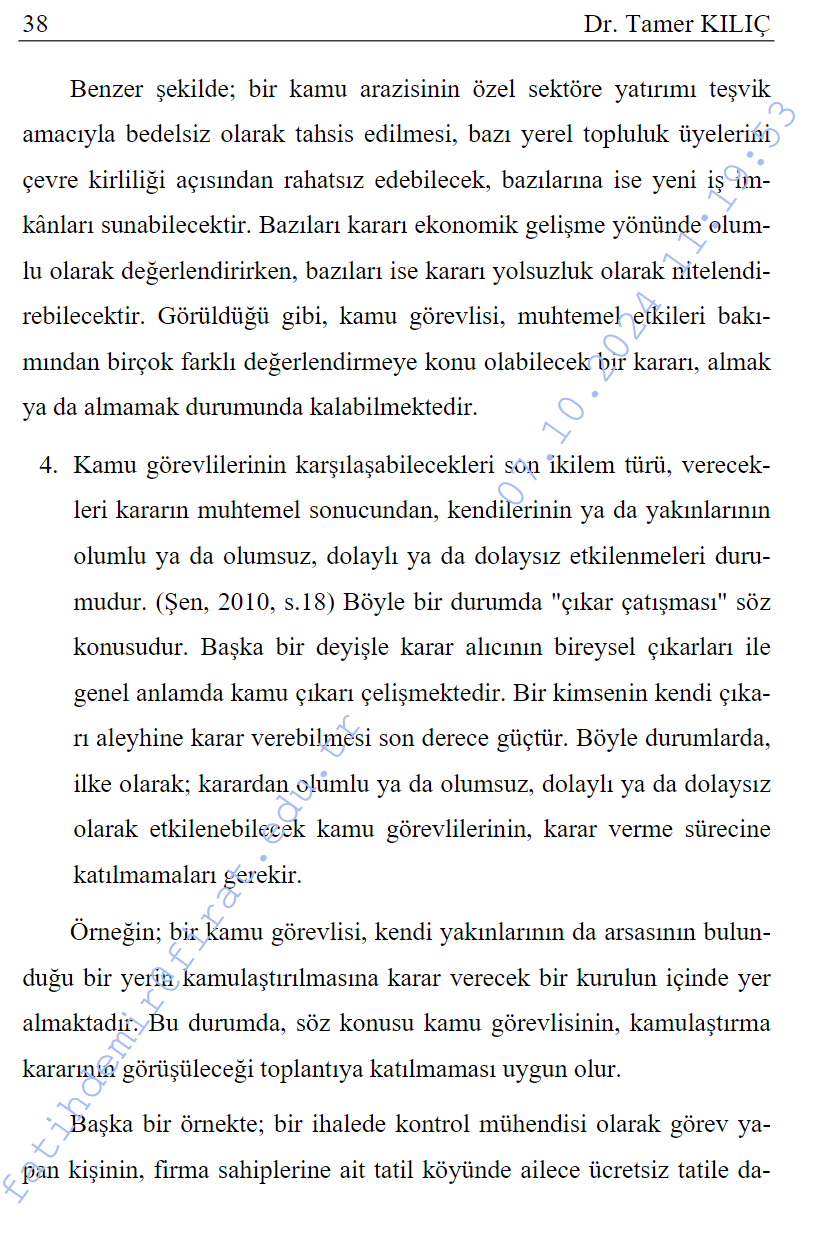 38 Dr. Tamer KILIÇ
Benzer şekilde; bir kamu arazisinin özel sektöre yatırımı teşvik
amacıyla bedelsiz olarak tahsis edilmesi, bazı yerel topluluk üyelerini
çevre kirliliği açısından rahatsız edebilecek, bazılarına ise yeni iş im-
kânları sunabilecektir. Bazıları kararı ekonomik gelişme yönünde olum-
lu olarak değerlendirirken, bazıları ise kararı yolsuzluk olarak nitelendi-
rebilecektir. Görüldüğü gibi, kamu görevlisi, muhtemel etkileri bakı-
mından birçok farklı değerlendirmeye konu olabilecek bir kararı, almak
ya da almamak durumunda kalabilmektedir.
4. Kamu görevlilerinin karşılaşabilecekleri son ikilem türü, verecek-
leri kararın muhtemel sonucundan, kendilerinin ya da yakınlarının
olumlu ya da olumsuz, dolaylı ya da dolaysız etkilenmeleri duru-
mudur. (Şen, 2010, s.18) Böyle bir durumda "çıkar çatışması" söz
konusudur. Başka bir deyişle karar alıcının bireysel çıkarları ile
genel anlamda kamu çıkarı çelişmektedir. Bir kimsenin kendi çıka-
rı aleyhine karar verebilmesi son derece güçtür. Böyle durumlarda,
ilke olarak; karardan olumlu ya da olumsuz, dolaylı ya da dolaysız
olarak etkilenebilecek kamu görevlilerinin, karar verme sürecine
katılmamaları gerekir.
Örneğin; bir kamu görevlisi, kendi yakınlarının da arsasının bulun-
duğu bir yerin kamulaştırılmasına karar verecek bir kurulun içinde yer
almaktadır. Bu durumda, söz konusu kamu görevlisinin, kamulaştırma
kararının görüşüleceği toplantıya katılmaması uygun olur.
Başka bir örnekte; bir ihalede kontrol mühendisi olarak görev ya-
pan kişinin, firma sahiplerine ait tatil köyünde ailece ücretsiz tatile da-
fatihdemirafirat.edu.tr 07.10.2024 11:19:53